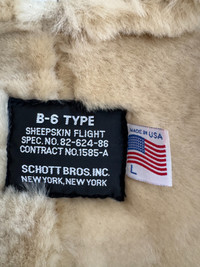 B-6 TYPE
SHEEPSKIN FLIGHT
SPEC. NO. 82-624-86
CONTRACT NO.1585-A
SCHOTT BROS. INC.
NEW YORK, NEW YORK
MADE IN USA
L